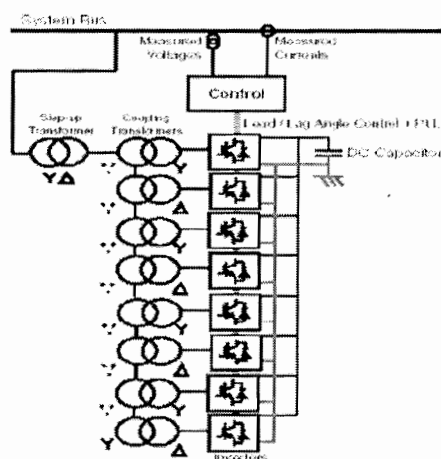 System Bus
Measured
Voltages
Measured
Currents
Control
Step-up
Transformer
Coupling
Transformers
Lead / Lag Angle Control + PLL
DC Capacitor
Y Δ
Y
Δ
Y
Δ
Y
Δ
Y
Y
Δ
Inverters